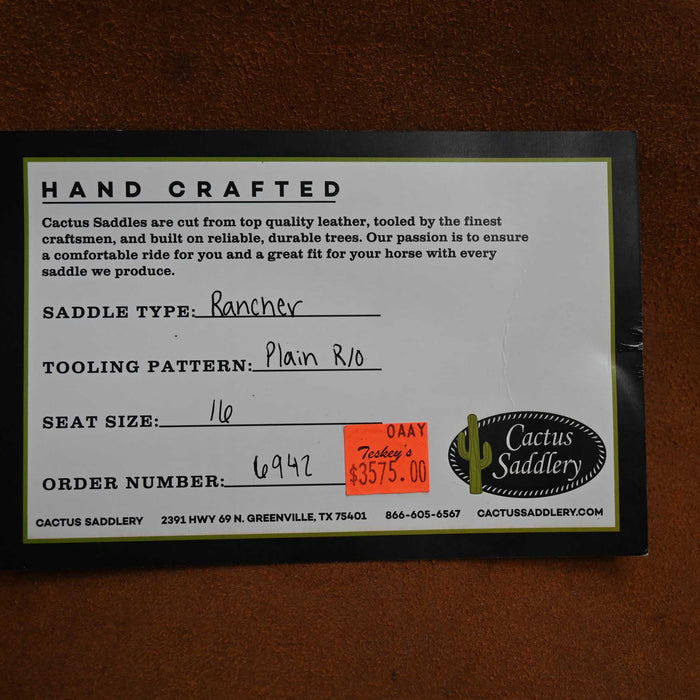 HAND CRAFTED
Cactus Saddles are cut from top quality leather, tooled by the finest
craftsmen, and built on reliable, durable trees. Our passion is to ensure
a comfortable ride for you and a great fit for your horse with every
saddle we produce.
SADDLE TYPE: Rancher
TOOLING PATTERN: Plain R/O
SEAT SIZE: 16
ORDER NUMBER: 6942
OAAY
Teskey's
$3575.00
Cactus
Saddlery
CACTUS SADDLERY 2391 HWY 69 N. GREENVILLE, TX 75401 866-605-6567 CACTUSSADDLERY.COM